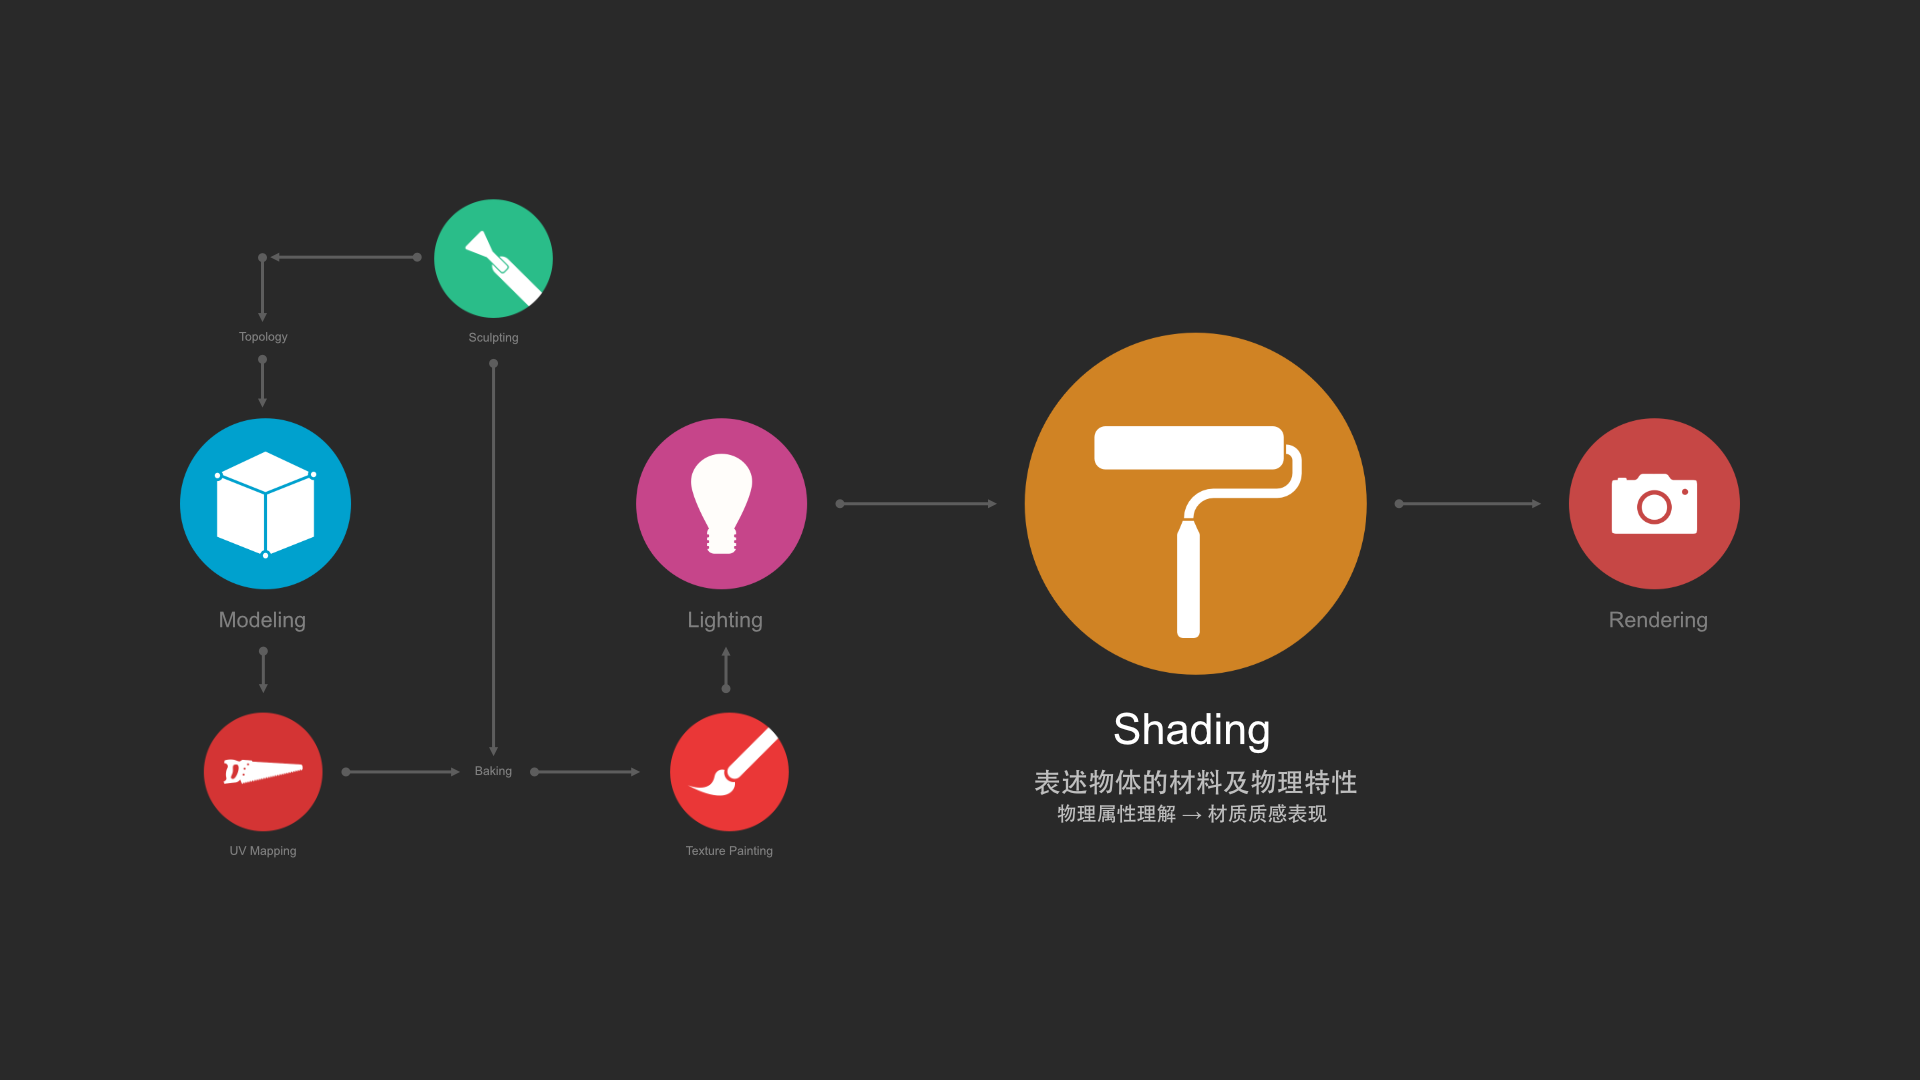 Topology
Sculpting
Modeling
Lighting
Rendering
Shading
表述物体的材料及物理特性
物理属性理解 → 材质质感表现
Baking
UV Mapping
Texture Painting